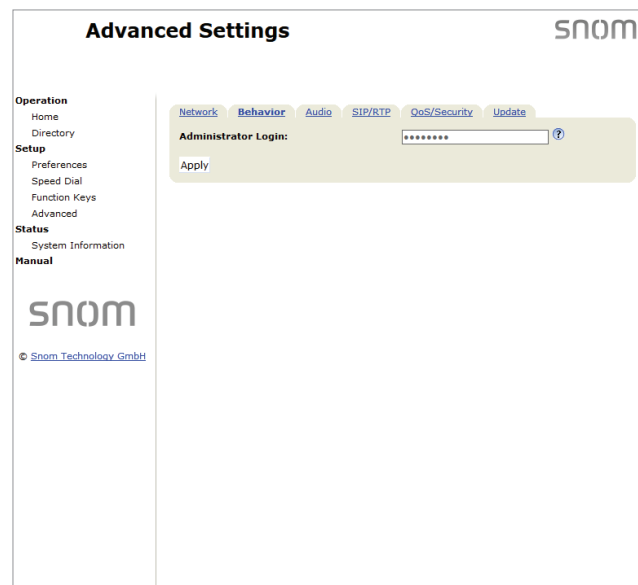 Advanced Settings
snom
Operation
Home
Directory
Setup
Preferences
Speed Dial
Function Keys
Advanced
Status
System Information
Manual
snom
© Snom Technology GmbH
Network Behavior Audio SIP/RTP QoS/Security Update
Administrator Login: •••••••• ?
Apply